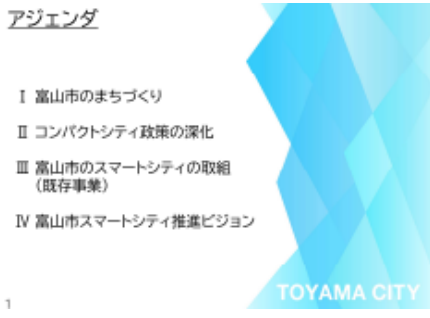 アジェンダ
Ⅰ 富山市のまちづくり
Ⅱ コンパクトシティ政策の深化
Ⅲ 富山市のスマートシティの取組
（既存事業）
Ⅳ 富山市スマートシティ推進ビジョン
TOYAMA CITY
1